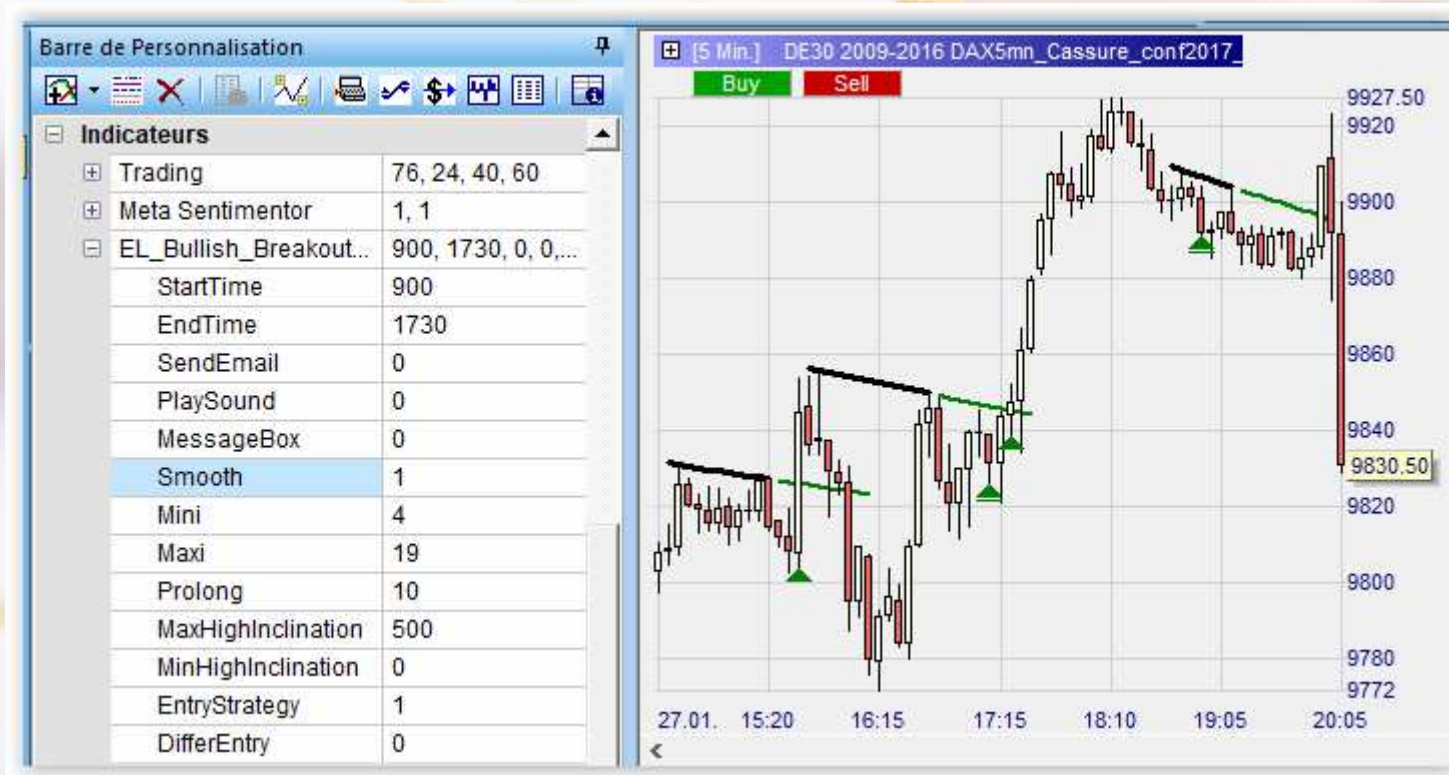 Barre de Personnalisation
Indicateurs
Trading 76, 24, 40, 60
Meta Sentimentor 1, 1
EL_Bullish_Breakout... 900, 1730, 0, 0,...
StartTime 900
EndTime 1730
SendEmail 0
PlaySound 0
MessageBox 0
Smooth 1
Mini 4
Maxi 19
Prolong 10
MaxHighInclination 500
MinHighInclination 0
EntryStrategy 1
DifferEntry 0
[5 Min.] DE30 2009-2016 DAX5mn_Cassure_conf2017_
Buy Sell
9927.50
9920
9900
9880
9860
9840
9830.50
9820
9800
9780
9772
27.01. 15:20 16:15 17:15 18:10 19:05 20:05